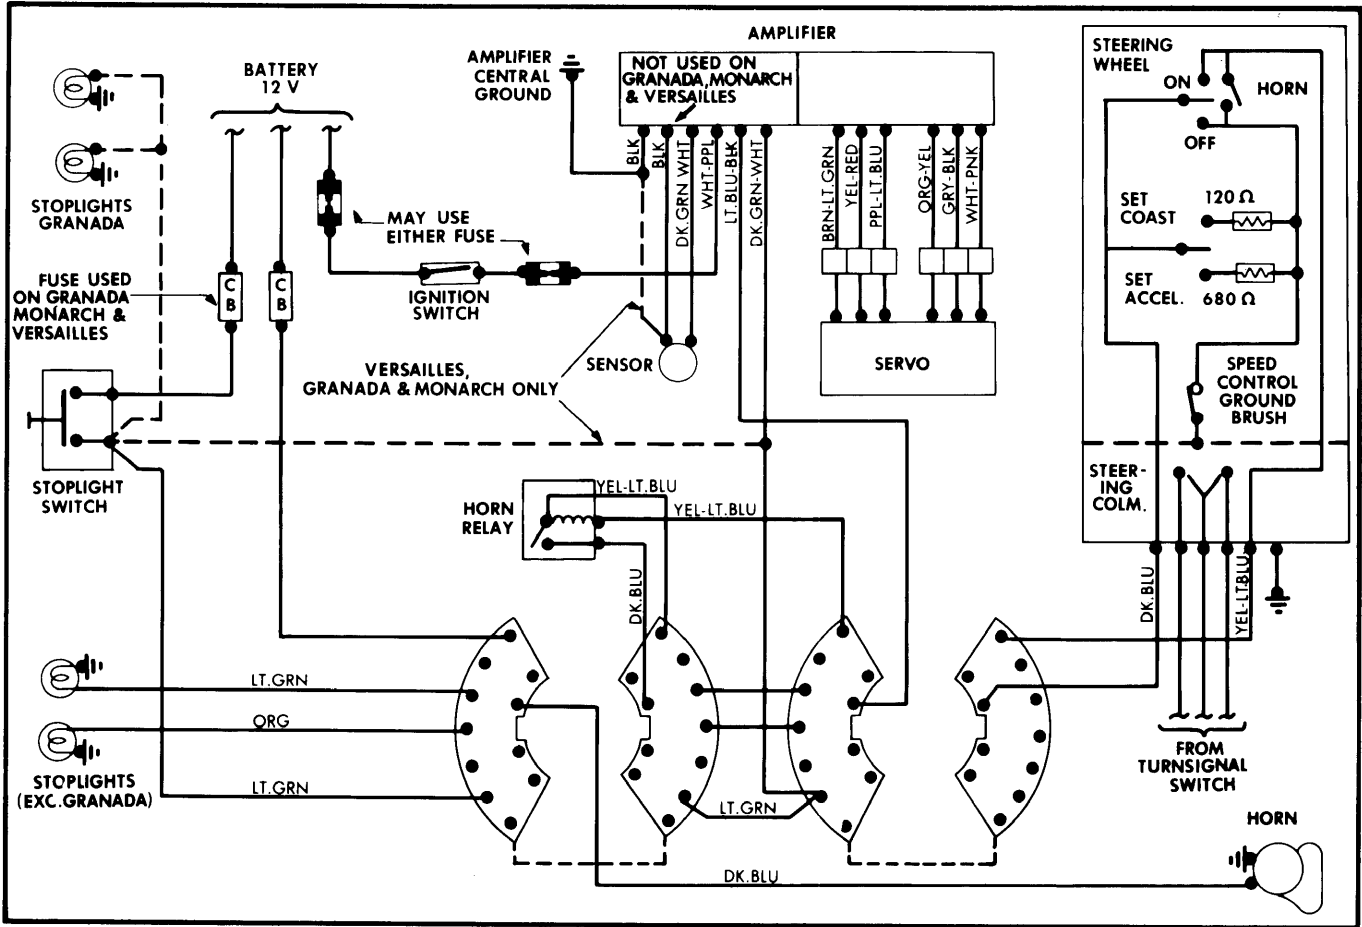 AMPLIFIER
BATTERY
12 V
AMPLIFIER
CENTRAL
GROUND
NOT USED ON
GRANADA, MONARCH
& VERSAILLES
STEERING
WHEEL
ON
HORN
OFF
STOPLIGHTS
GRANADA
MAY USE
EITHER FUSE
BLK
BLK
DK.GRN WHT
WHT-PPL
LT.BLU-BLK
DK.GRN-WHT
BRN-LT.GRN
YEL-RED
PPL-LT.BLU
ORG-YEL
GRY-BLK
WHT-PNK
SET
COAST
120 Ω
SET
ACCEL.
680 Ω
FUSE USED
ON GRANADA
MONARCH &
VERSAILLES
C
B
C
B
IGNITION
SWITCH
SENSOR
SERVO
VERSAILLES,
GRANADA & MONARCH ONLY
SPEED
CONTROL
GROUND
BRUSH
STOPLIGHT
SWITCH
STEER-
ING
COLM.
HORN
RELAY
YEL-LT.BLU
YEL-LT.BLU
DK.BLU
DK.BLU
YEL-LT.BLU
LT.GRN
ORG
STOPLIGHTS
(EXC.GRANADA)
LT.GRN
LT.GRN
FROM
TURNSIGNAL
SWITCH
HORN
DK.BLU